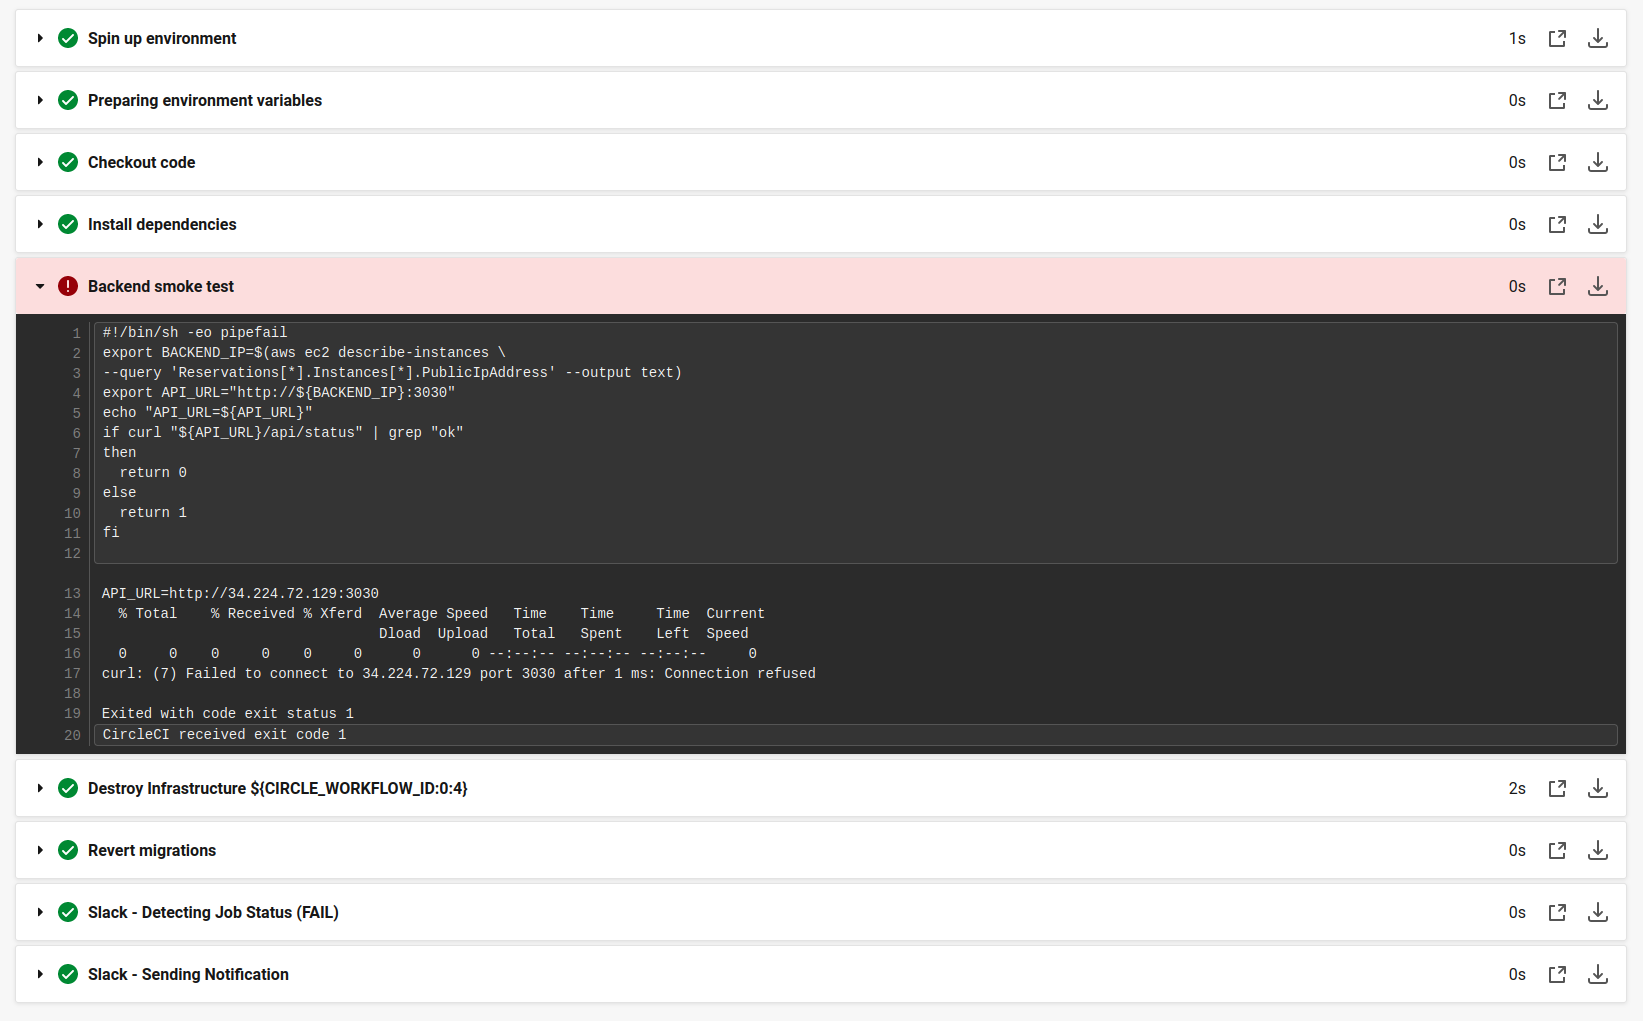 Spin up environment 1s
Preparing environment variables 0s
Checkout code 0s
Install dependencies 0s
Backend smoke test 0s
1 #!/bin/sh -eo pipefail
2 export BACKEND_IP=$(aws ec2 describe-instances \
3 --query 'Reservations[*].Instances[*].PublicIpAddress' --output text)
4 export API_URL="http://${BACKEND_IP}:3030"
5 echo "API_URL=${API_URL}"
6 if curl "${API_URL}/api/status" | grep "ok"
7 then
8   return 0
9 else
10   return 1
11 fi
12
13 API_URL=http://34.224.72.129:3030
14   % Total    % Received % Xferd  Average Speed   Time    Time     Time  Current
15                                  Dload  Upload   Total   Spent    Left  Speed
16   0     0    0     0    0     0      0      0 --:--:-- --:--:-- --:--:--     0
17 curl: (7) Failed to connect to 34.224.72.129 port 3030 after 1 ms: Connection refused
18
19 Exited with code exit status 1
20 CircleCI received exit code 1
Destroy Infrastructure ${CIRCLE_WORKFLOW_ID:0:4} 2s
Revert migrations 0s
Slack - Detecting Job Status (FAIL) 0s
Slack - Sending Notification 0s